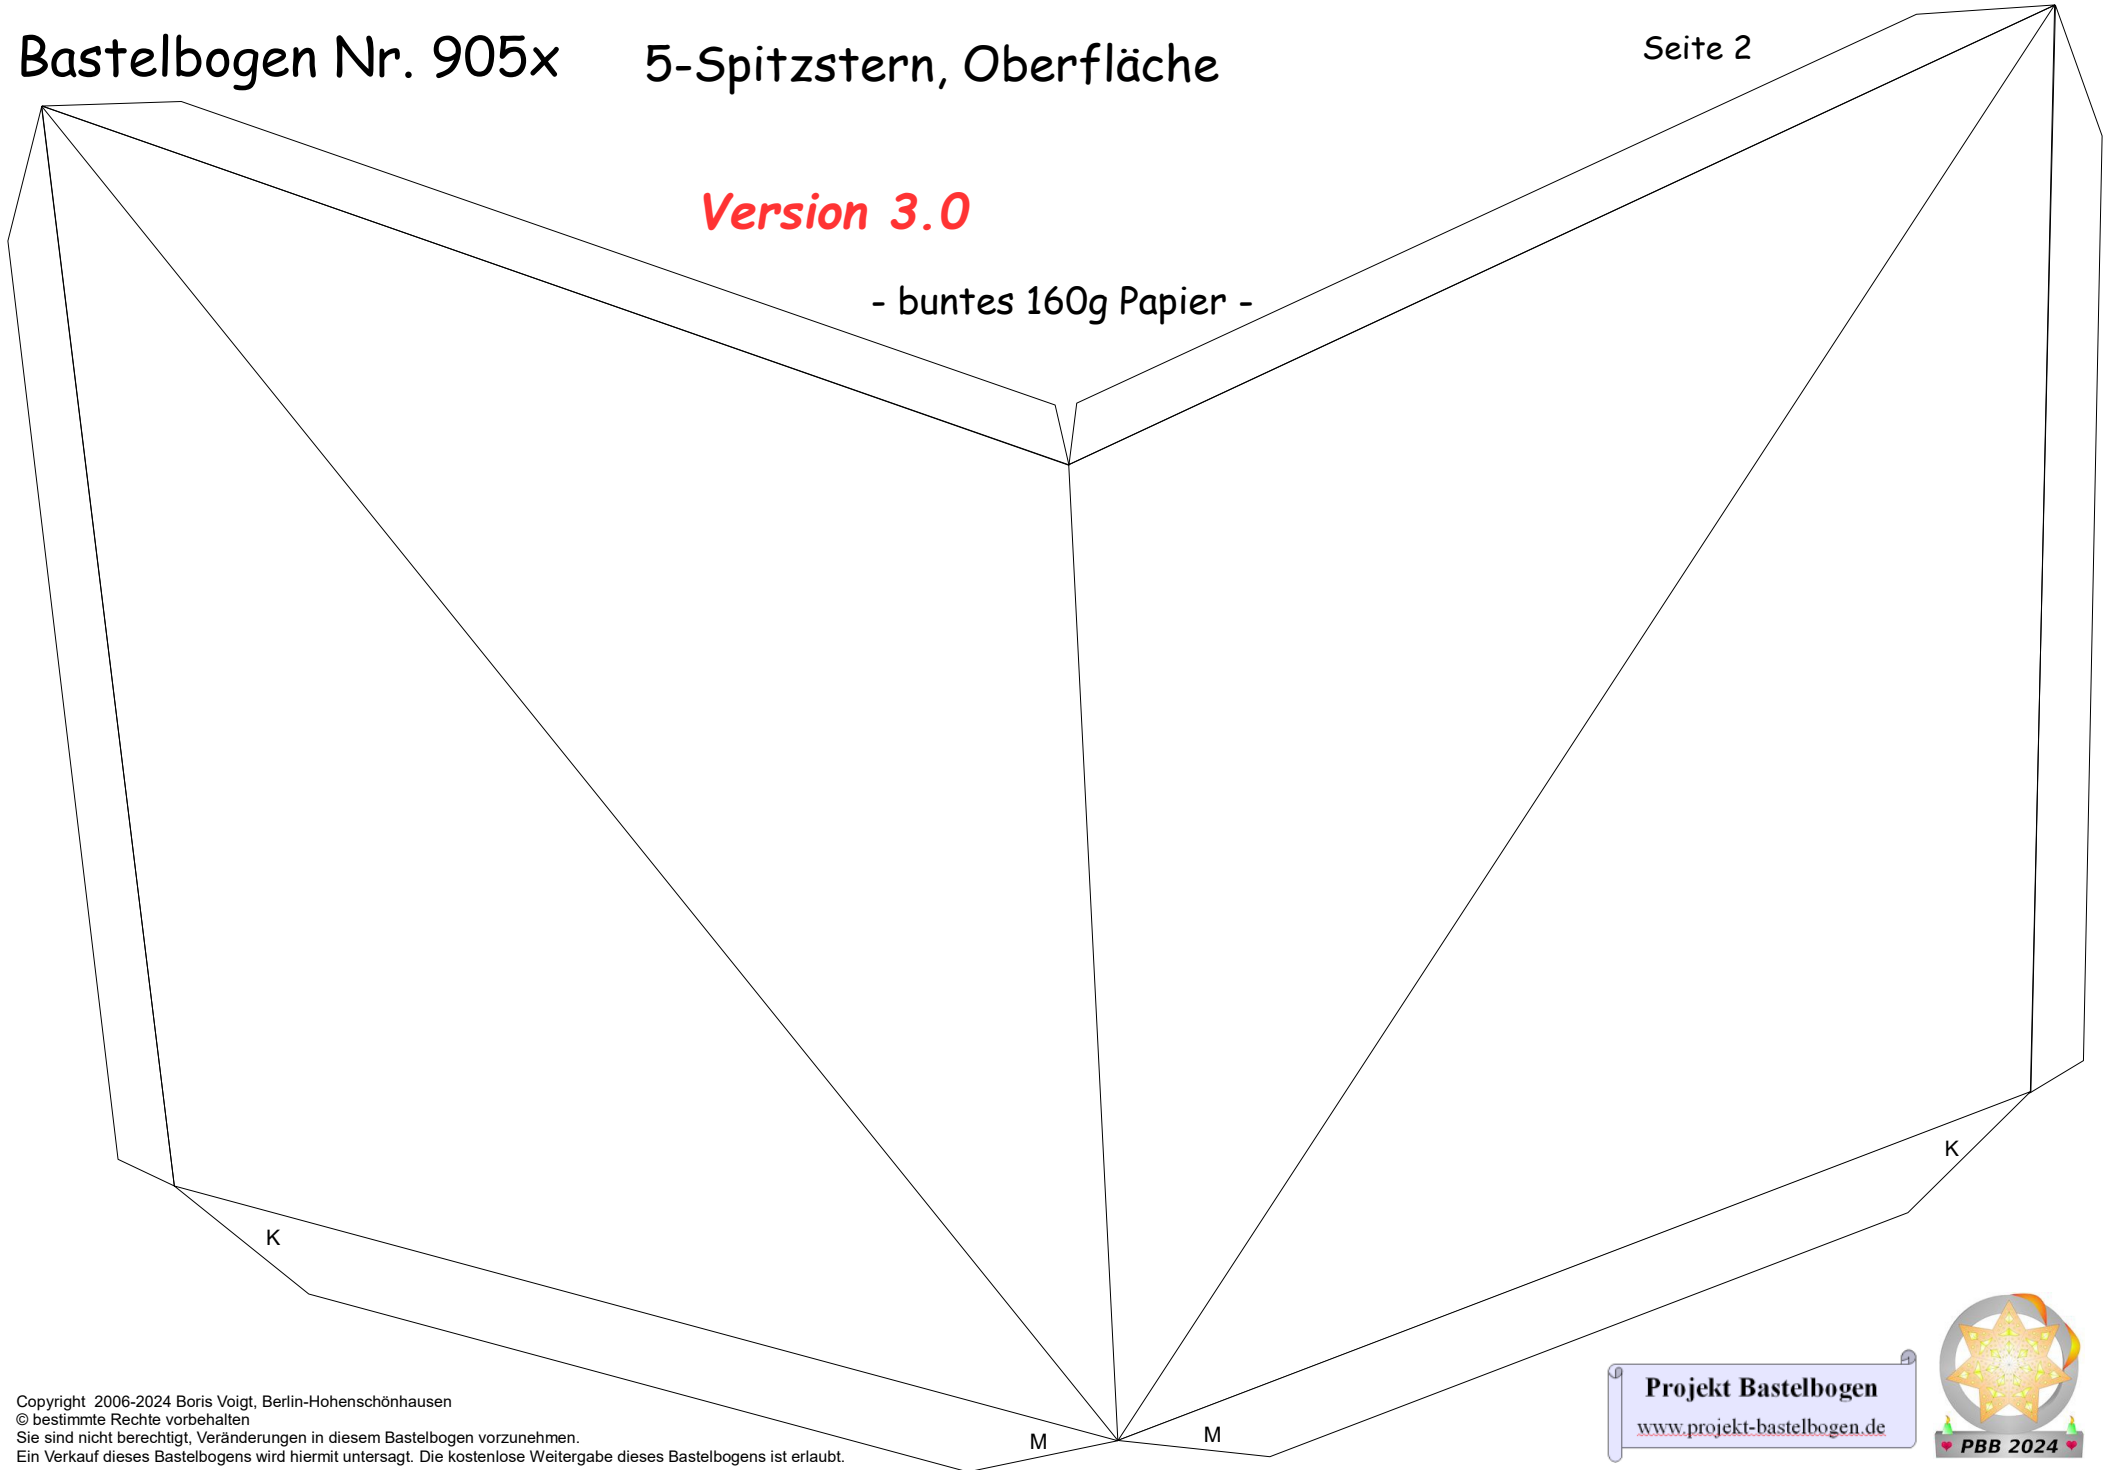 Bastelbogen Nr. 905x
5-Spitzstern, Oberfläche
Seite 2
Version 3.0
- buntes 160g Papier -
K
K
M
M
Copyright  2006-2024 Boris Voigt, Berlin-Hohenschönhausen
© bestimmte Rechte vorbehalten
Sie sind nicht berechtigt, Veränderungen in diesem Bastelbogen vorzunehmen.
Ein Verkauf dieses Bastelbogens wird hiermit untersagt. Die kostenlose Weitergabe dieses Bastelbogens ist erlaubt.
Projekt Bastelbogen
www.projekt-bastelbogen.de
PBB 2024